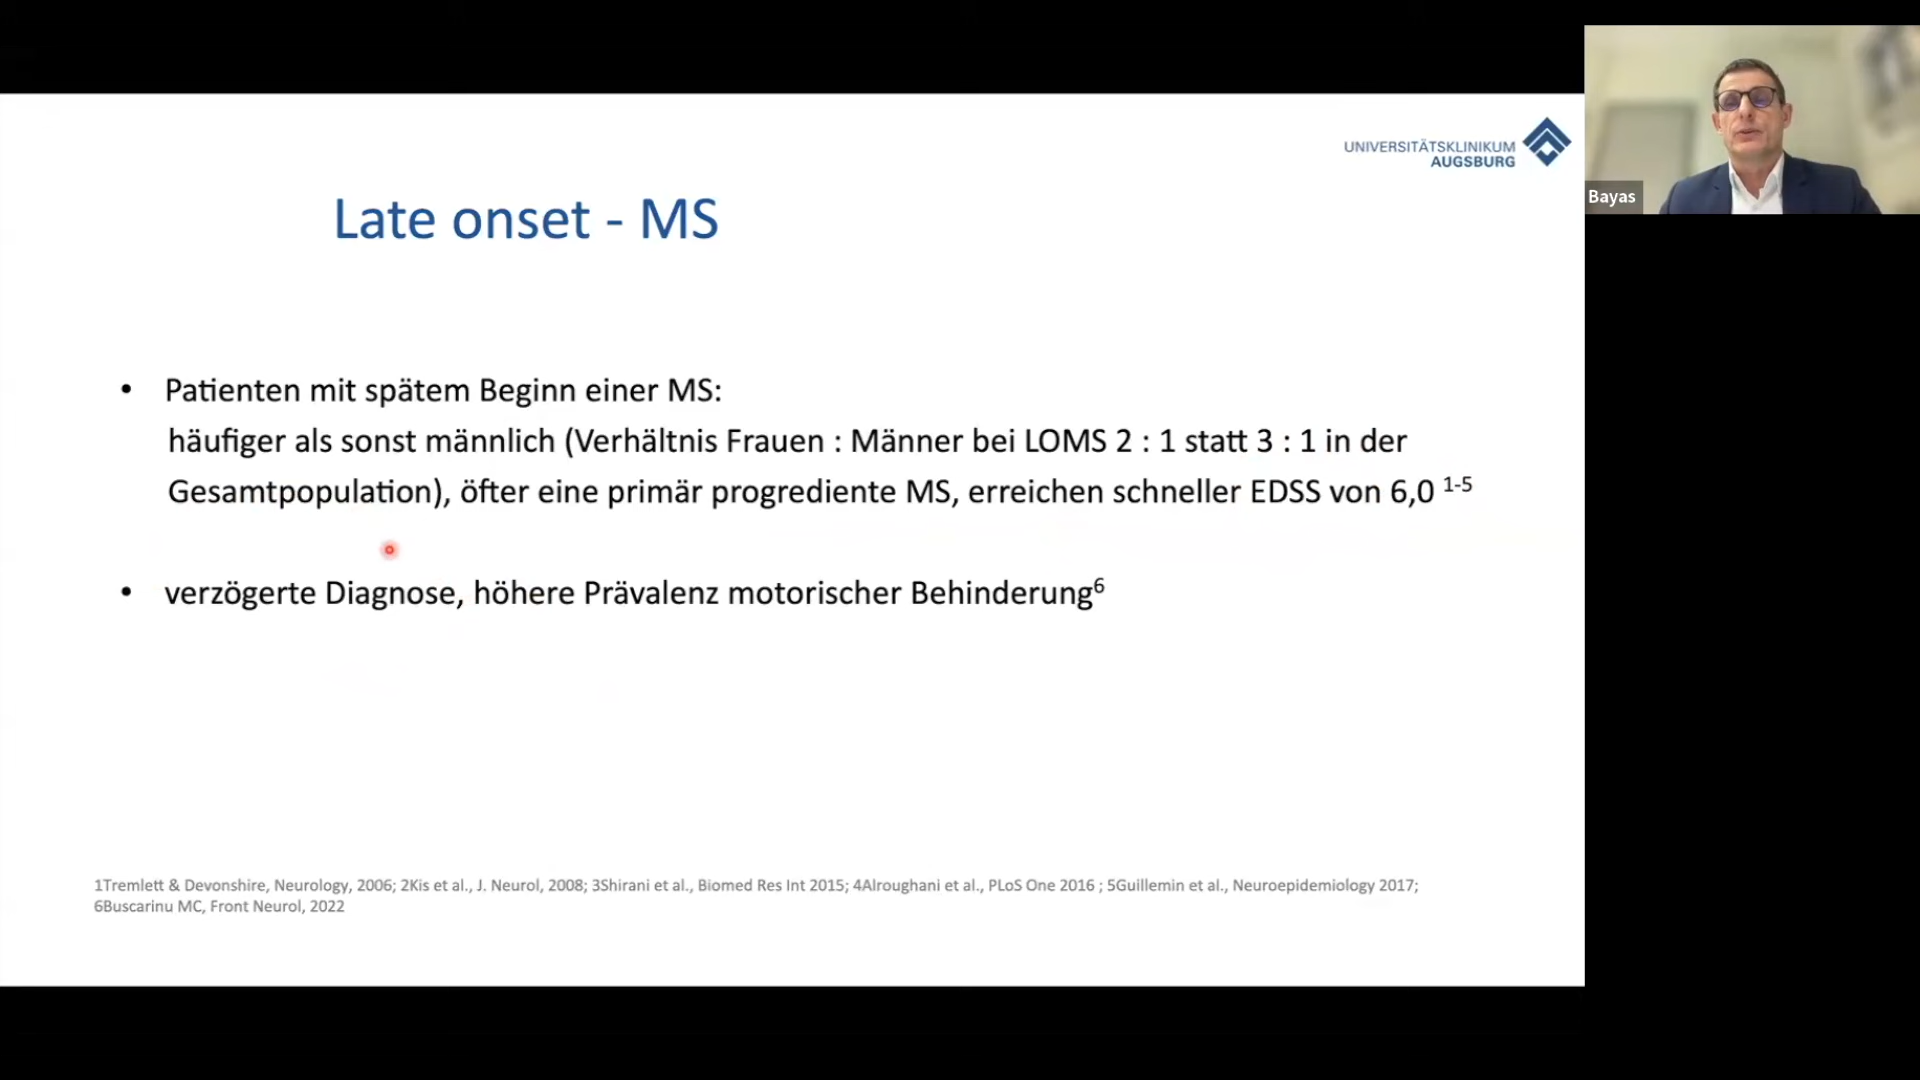 UNIVERSITÄTSKLINIKUM
AUGSBURG
Bayas
Late onset - MS
• Patienten mit spätem Beginn einer MS:
häufiger als sonst männlich (Verhältnis Frauen : Männer bei LOMS 2 : 1 statt 3 : 1 in der
Gesamtpopulation), öfter eine primär progrediente MS, erreichen schneller EDSS von 6,0 1-5
• verzögerte Diagnose, höhere Prävalenz motorischer Behinderung6
1Tremlett & Devonshire, Neurology, 2006; 2Kis et al., J. Neurol, 2008; 3Shirani et al., Biomed Res Int 2015; 4Alroughani et al., PLoS One 2016 ; 5Guillemin et al., Neuroepidemiology 2017;
6Buscarinu MC, Front Neurol, 2022